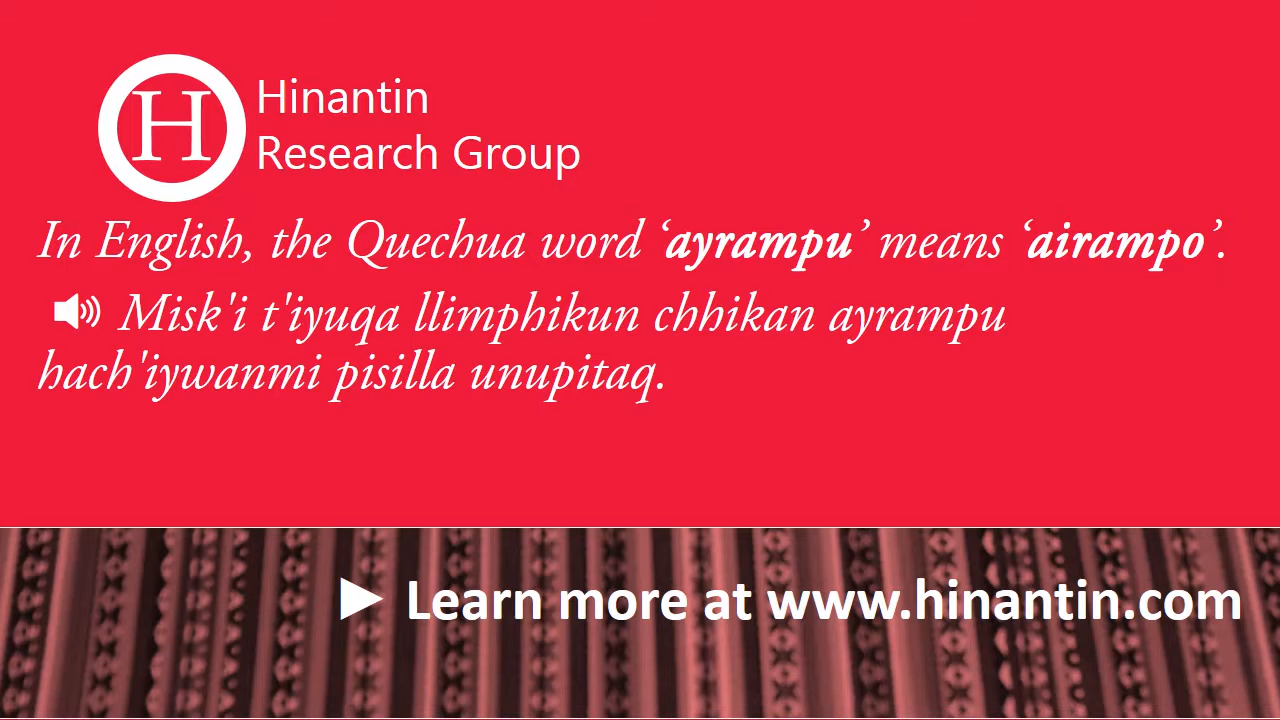 H
Hinantin
Research Group
In English, the Quechua word ‘ayrampu’ means ‘airampo’.
Misk'i t'iyuqa llimphikun chhikan ayrampu
hach'iywanmi pisilla unupitaq.
Learn more at www.hinantin.com